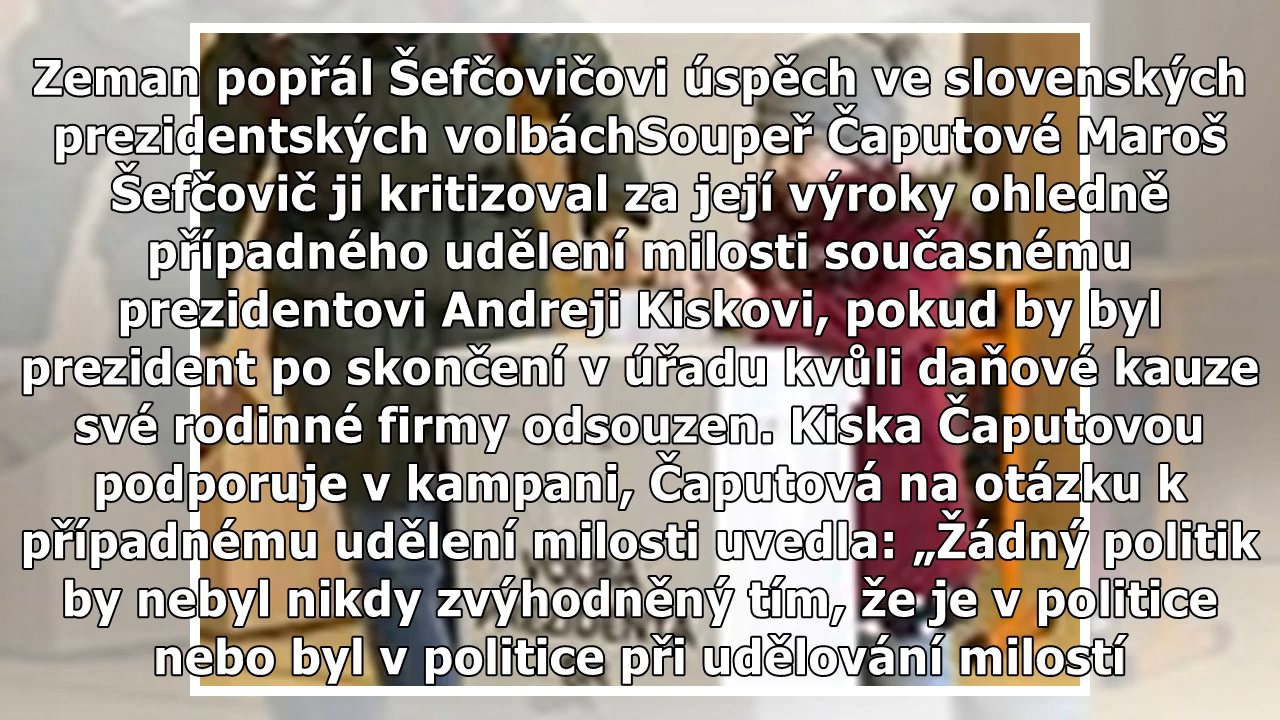 Zeman popřál Šefčovičovi úspěch ve slovenských
prezidentských volbáchSoupeř Čaputové Maroš
Šefčovič ji kritizoval za její výroky ohledně
případného udělení milosti současnému
prezidentovi Andreji Kiskovi, pokud by byl
prezident po skončení v úřadu kvůli daňové kauze
své rodinné firmy odsouzen. Kiska Čaputovou
podporuje v kampani, Čaputová na otázku k
případnému udělení milosti uvedla: „Žádný politik
by nebyl nikdy zvýhodněný tím, že je v politice
nebo byl v politice při udělování milostí